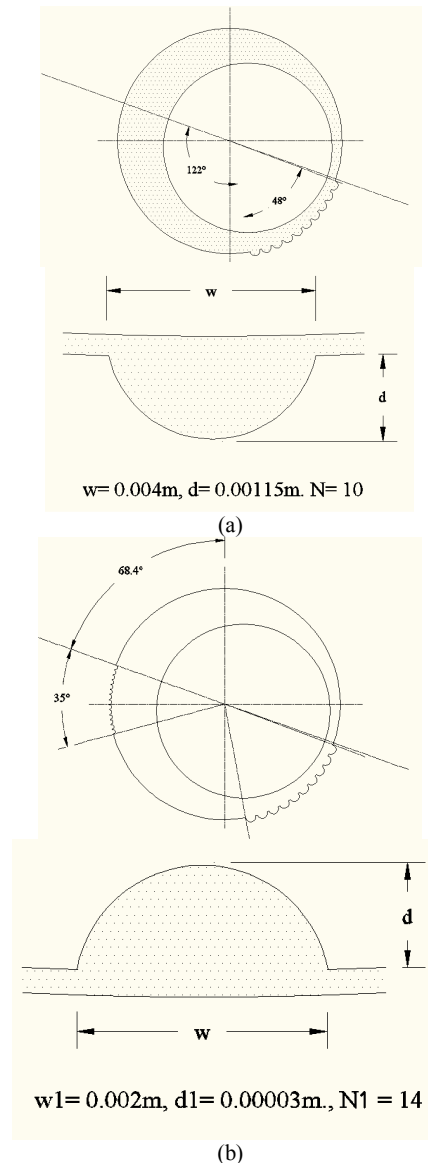 122°
48°
w
d
w= 0.004m, d= 0.00115m. N= 10
(a)
68.4°
35°
d
w
w1= 0.002m, d1= 0.00003m., N1 = 14
(b)